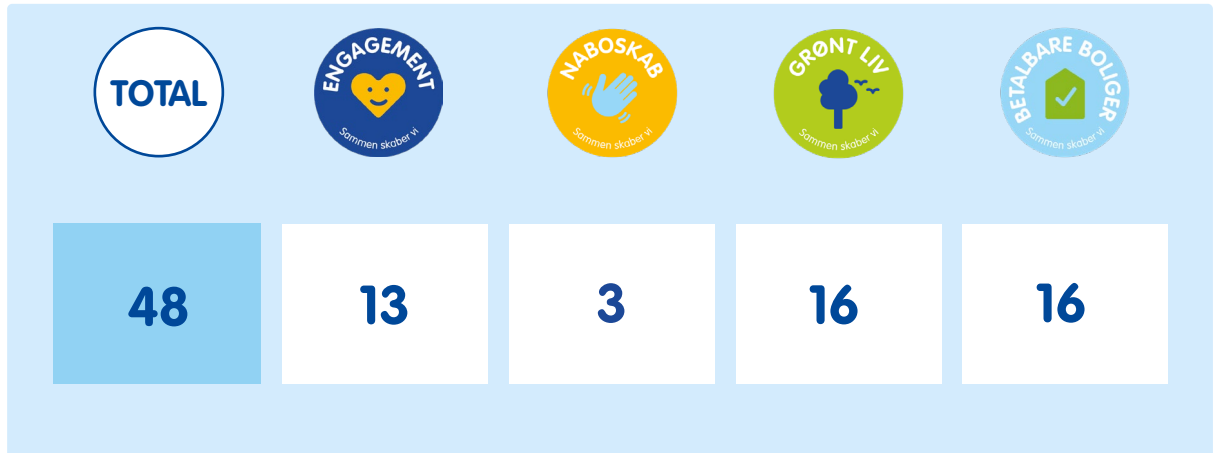 TOTAL
ENGAGEMENT
Sammen skaber vi
NABOSKAB
Sammen skaber vi
GRØNT LIV
Sammen skaber vi
BETALBARE BOLIGER
Sammen skaber vi
48
13
3
16
16